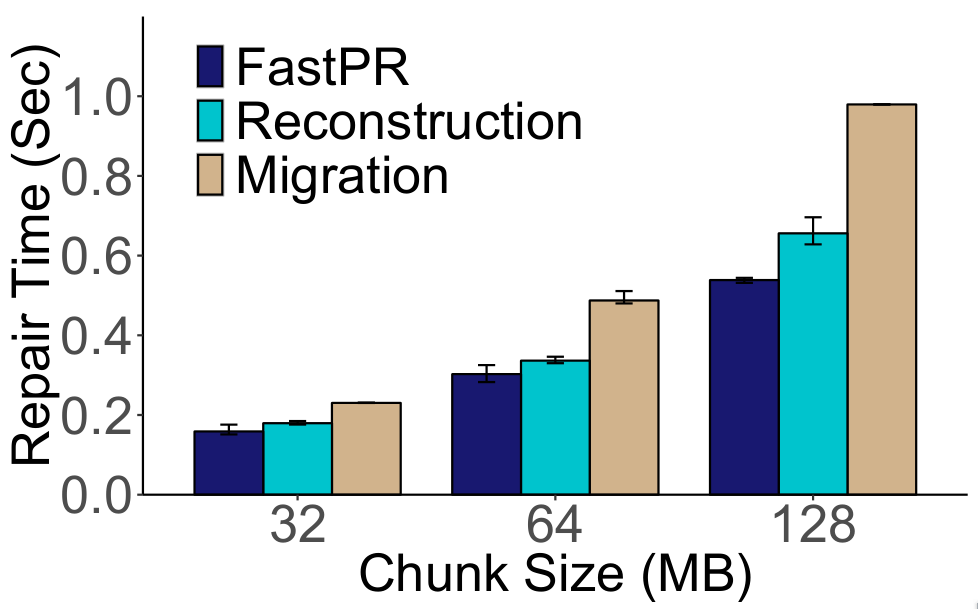 Repair Time (Sec)
1.0
0.8
0.6
0.4
0.2
0.0
FastPR
Reconstruction
Migration
32 64 128
Chunk Size (MB)